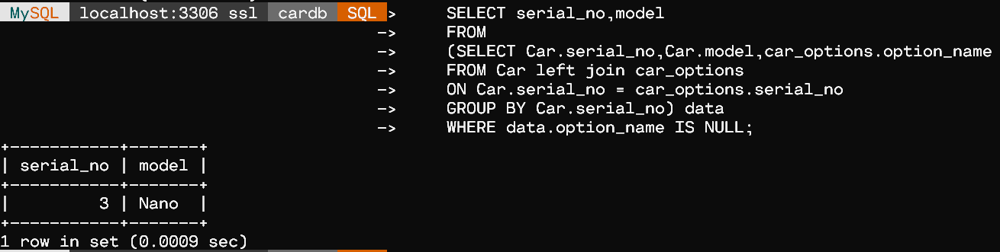 MySQL localhost:3306 ssl cardb SQL > SELECT serial_no,model
-> FROM
-> (SELECT Car.serial_no,Car.model,car_options.option_name
-> FROM Car left join car_options
-> ON Car.serial_no = car_options.serial_no
-> GROUP BY Car.serial_no) data
-> WHERE data.option_name IS NULL;
+-----------+-------+
| serial_no | model |
+-----------+-------+
| 3 | Nano |
+-----------+-------+
1 row in set (0.0009 sec)